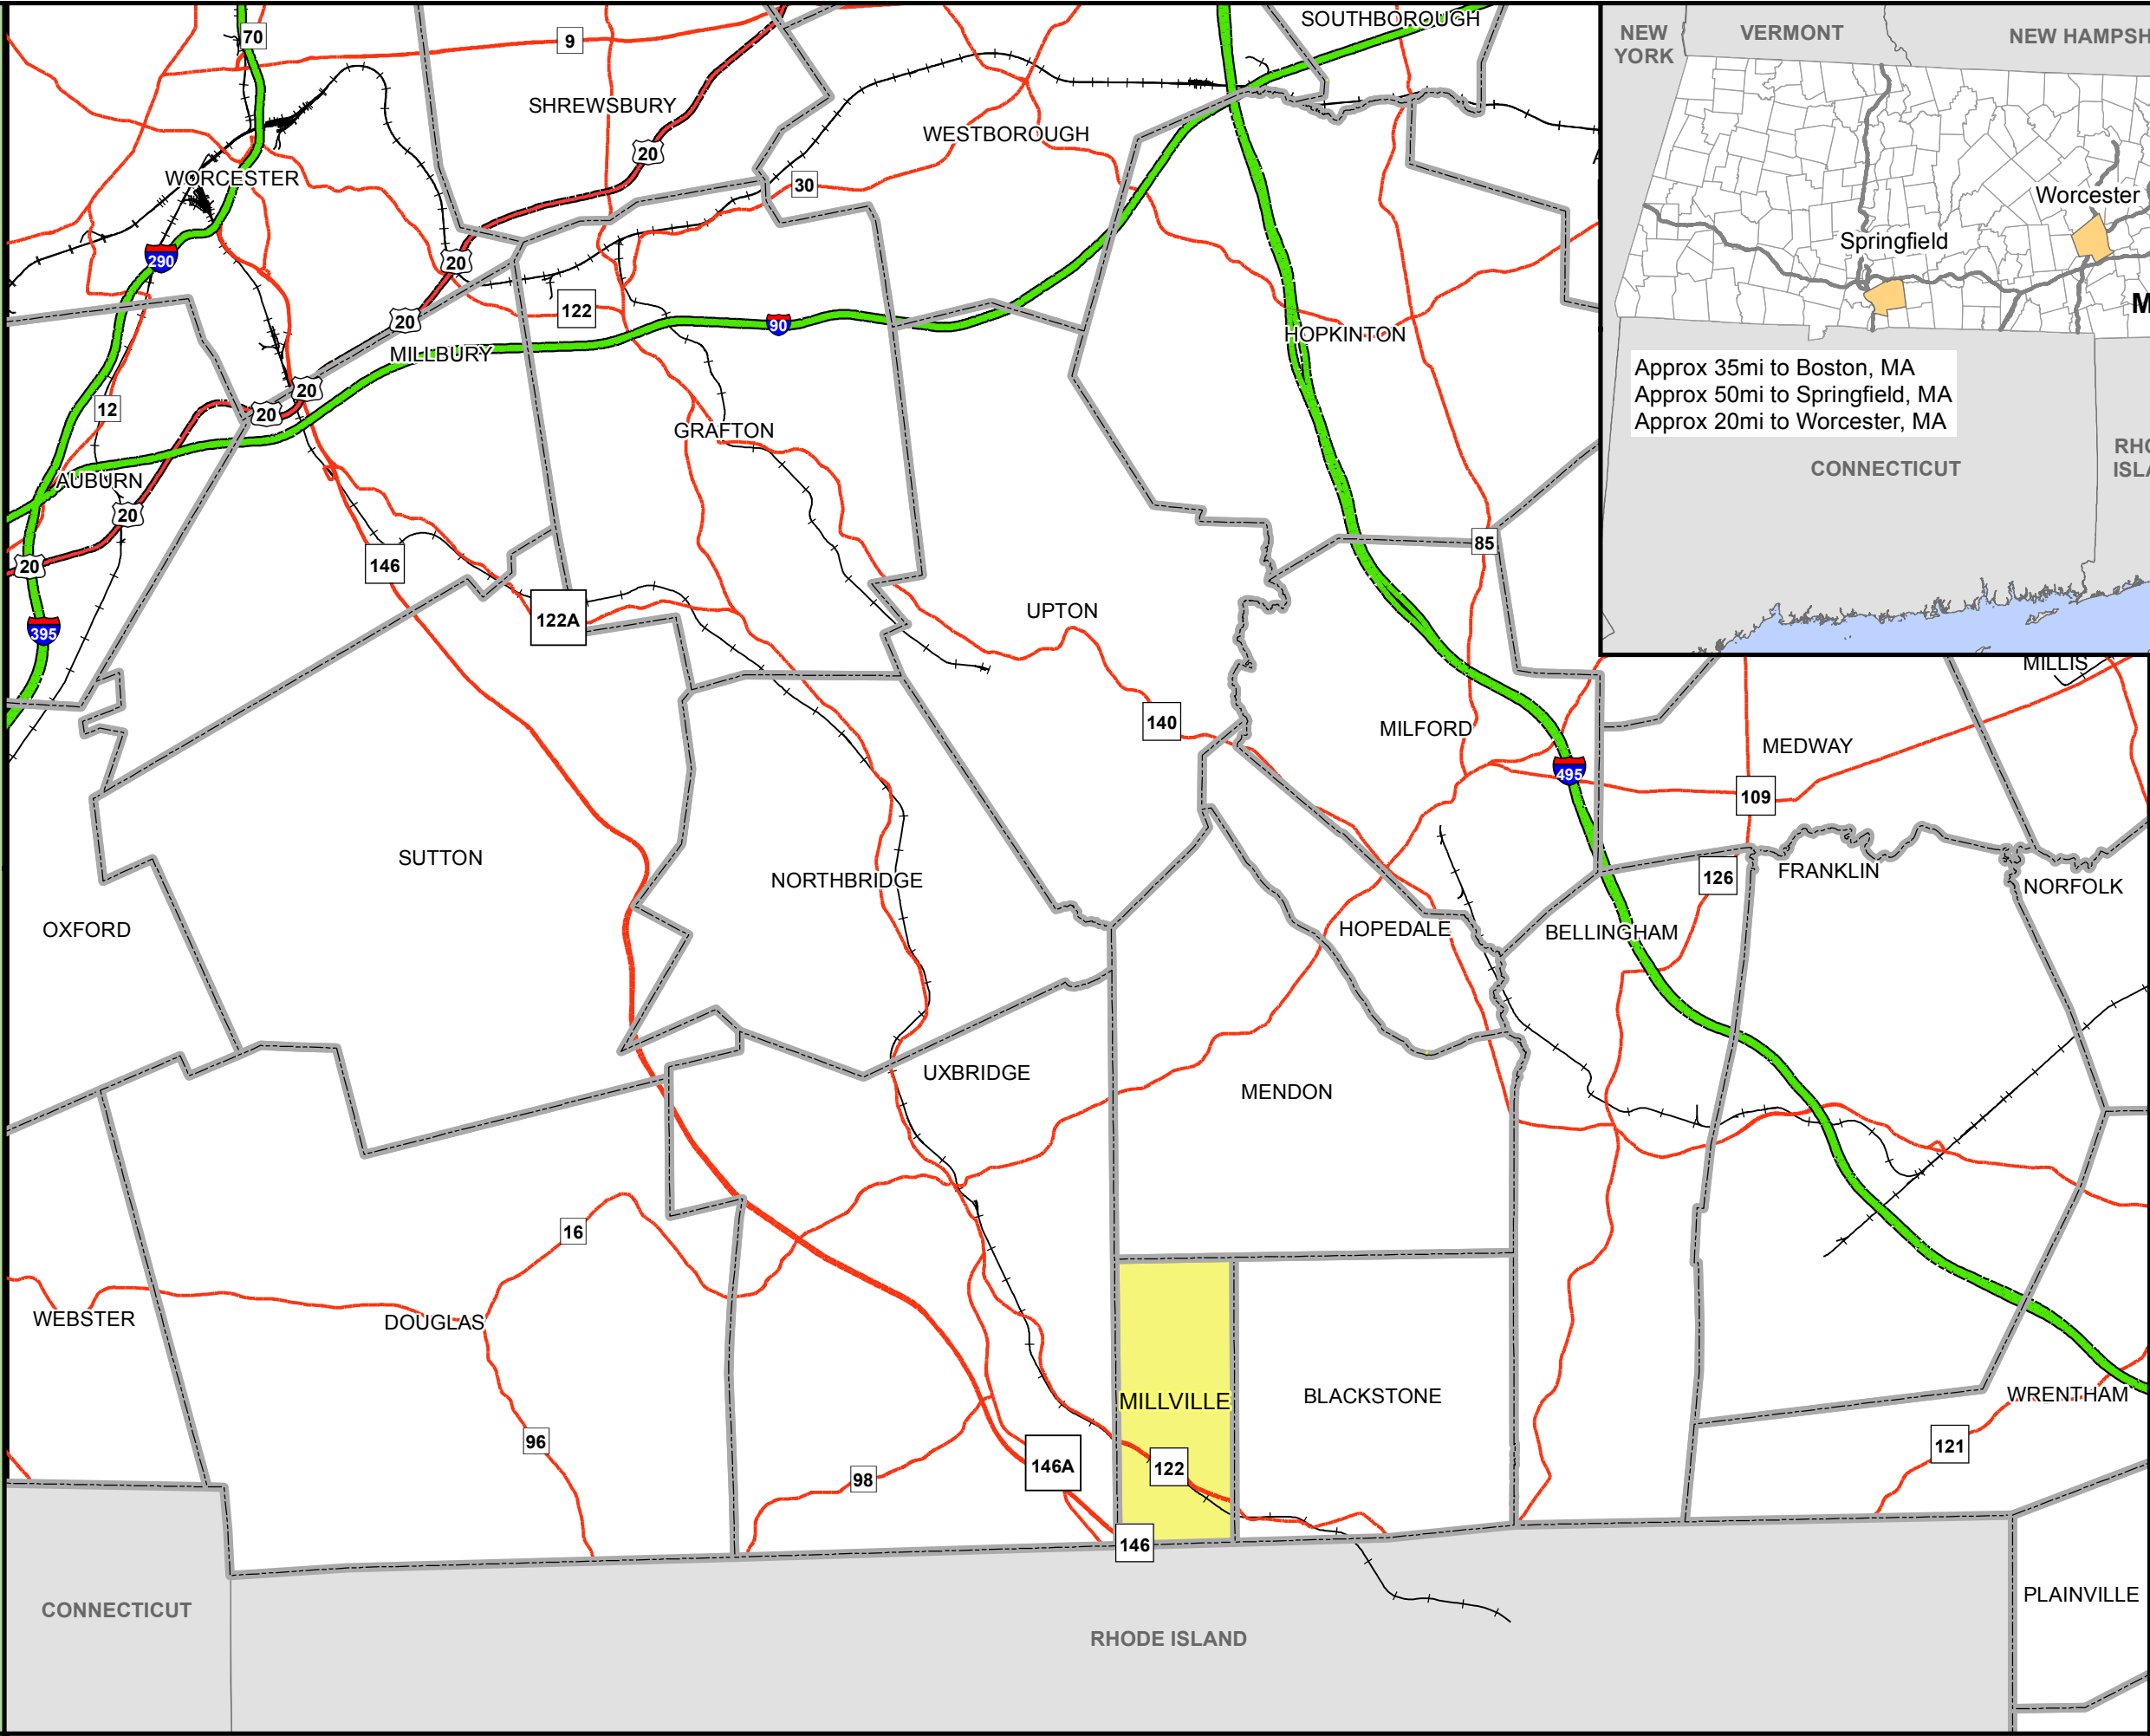 70
9
SOUTHBOROUGH
NEW
YORK
VERMONT
NEW HAMPSH
SHREWSBURY
20
WESTBOROUGH
WORCESTER
30
Worcester
Springfield
290
20
122
90
20
MILLBURY
HOPKINTON
M
Approx 35mi to Boston, MA
Approx 50mi to Springfield, MA
Approx 20mi to Worcester, MA
20
20
12
GRAFTON
CONNECTICUT
RHO
ISLA
AUBURN
20
146
85
20
122A
UPTON
395
MILLIS
140
MILFORD
MEDWAY
495
109
SUTTON
NORTHBRIDGE
126
FRANKLIN
NORFOLK
OXFORD
HOPEDALE
BELLINGHAM
UXBRIDGE
MENDON
16
WEBSTER
DOUGLAS
MILLVILLE
BLACKSTONE
WRENTHAM
96
121
146A
122
98
146
CONNECTICUT
PLAINVILLE
RHODE ISLAND